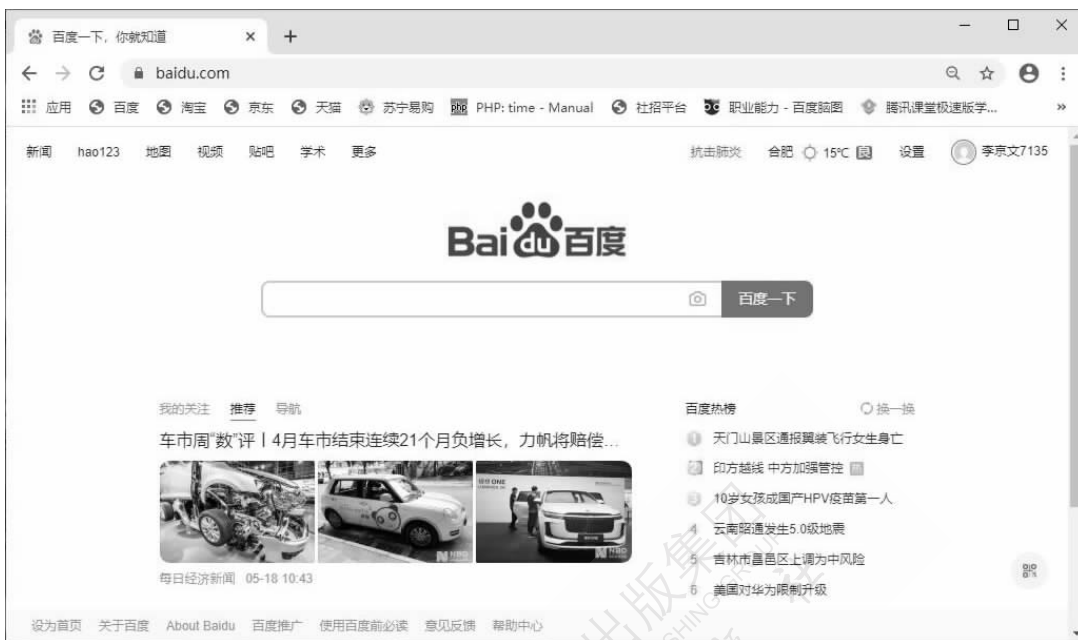 百度一下，你就知道
baidu.com
应用 百度 淘宝 京东 天猫 苏宁易购 php PHP: time - Manual 社招平台 职业能力 - 百度脑图 腾讯课堂极速版学... »
新闻 hao123 地图 视频 贴吧 学术 更多 抗击肺炎 合肥 15℃ 良 设置 李京文7135
Bai du 百度
百度一下
我的关注 推荐 导航
车市周“数”评丨4月车市结束连续21个月负增长，力帆将赔偿...
每日经济新闻 05-18 10:43
百度热榜 换一换
1 天门山景区通报翼装飞行女生身亡
2 印方越线 中方加强管控
3 10岁女孩成国产HPV疫苗第一人
4 云南昭通发生5.0级地震
5 吉林市昌邑区上调为中风险
6 美国对华为限制升级
设为首页 关于百度 About Baidu 百度推广 使用百度前必读 意见反馈 帮助中心
出版集团